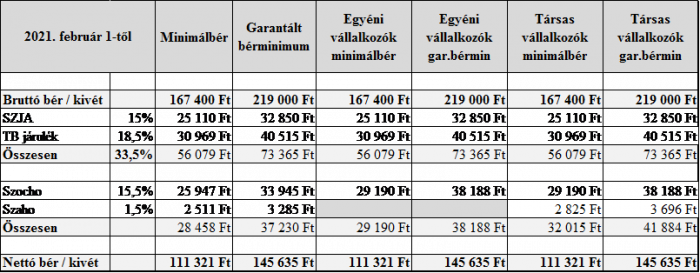 2021. február 1-től Minimálbér Garantált bérminimum Egyéni vállalkozók minimálbér Egyéni vállalkozók gar.bérmin Társas vállalkozók minimálbér Társas vállalkozók gar.bérmin
Bruttó bér / kivét 167 400 Ft 219 000 Ft 167 400 Ft 219 000 Ft 167 400 Ft 219 000 Ft
SZJA 15% 25 110 Ft 32 850 Ft 25 110 Ft 32 850 Ft 25 110 Ft 32 850 Ft
TB járulék 18,5% 30 969 Ft 40 515 Ft 30 969 Ft 40 515 Ft 30 969 Ft 40 515 Ft
Összesen 33,5% 56 079 Ft 73 365 Ft 56 079 Ft 73 365 Ft 56 079 Ft 73 365 Ft
Szocho 15,5% 25 947 Ft 33 945 Ft 29 190 Ft 38 188 Ft 29 190 Ft 38 188 Ft
Szaho 1,5% 2 511 Ft 3 285 Ft 2 825 Ft 3 696 Ft
Összesen 28 458 Ft 37 230 Ft 29 190 Ft 38 188 Ft 32 015 Ft 41 884 Ft
Nettó bér / kivét 111 321 Ft 145 635 Ft 111 321 Ft 145 635 Ft 111 321 Ft 145 635 Ft